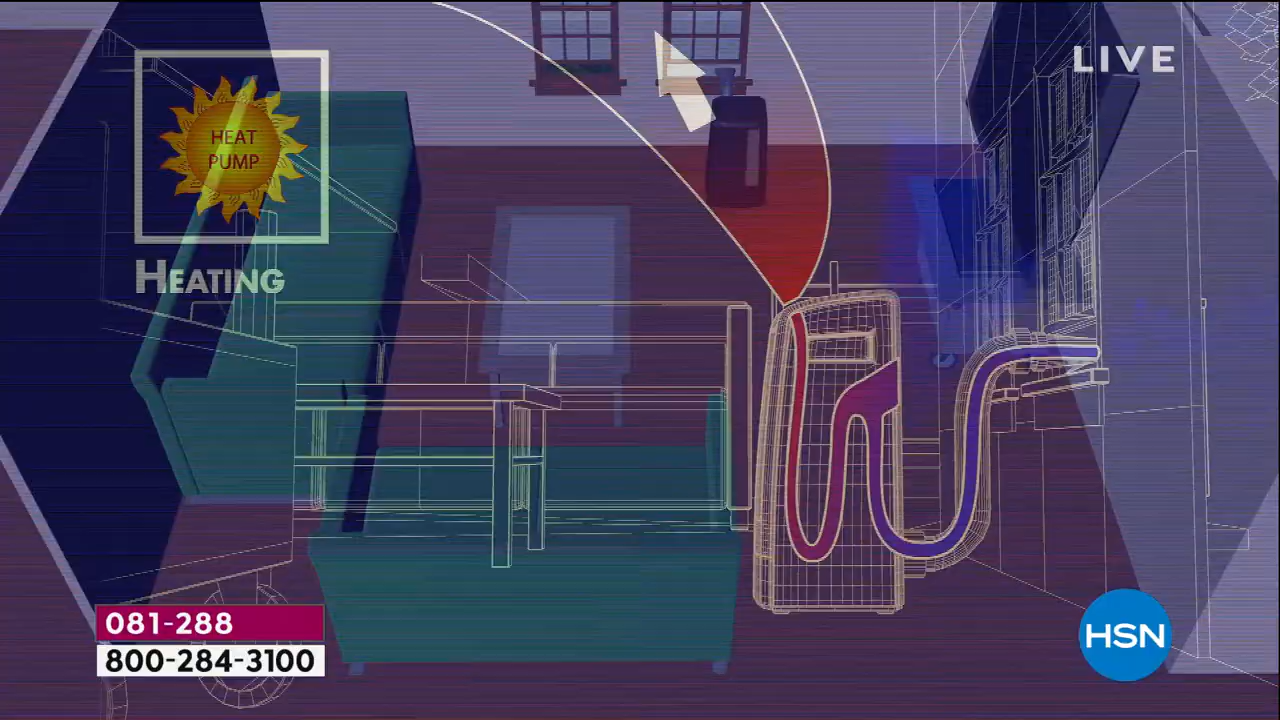 LIVE
HEAT
PUMP
HEATING
081-288
800-284-3100
HSN